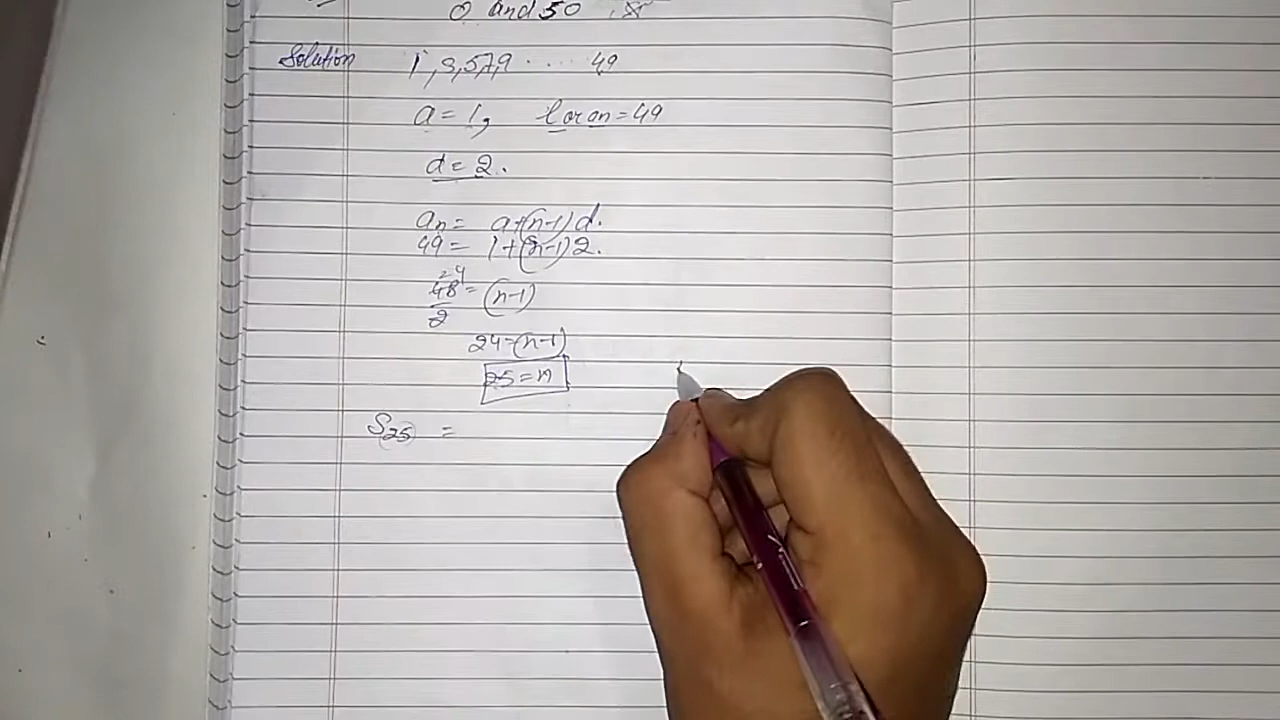 0 and 50
Solution 1, 3, 5, 7, 9 ..... 49
a = 1, l or an = 49
d = 2.
an = a+(n-1)d.
49 = 1+(n-1)2.
24
48/2 = (n-1)
24=(n-1)
25 = n
S25 =